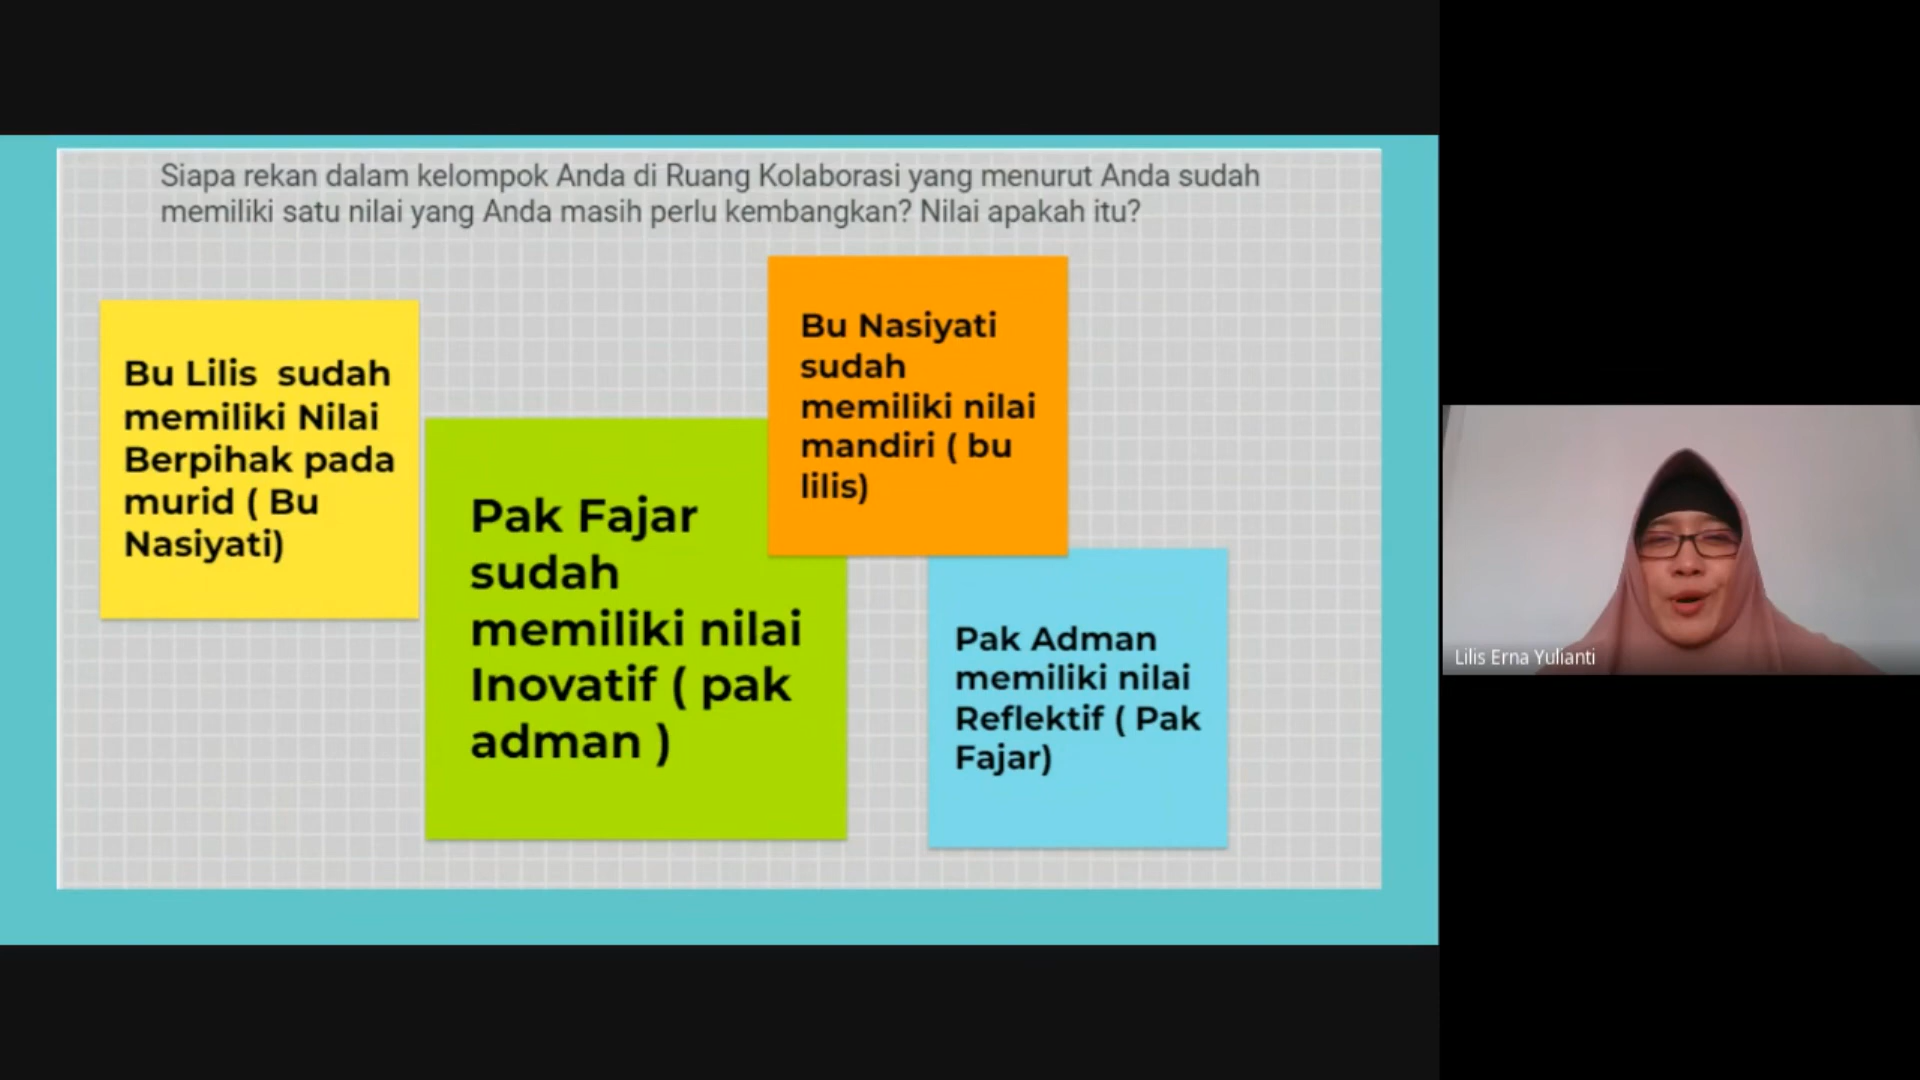 Siapa rekan dalam kelompok Anda di Ruang Kolaborasi yang menurut Anda sudah
memiliki satu nilai yang Anda masih perlu kembangkan? Nilai apakah itu?
Bu Lilis sudah
memiliki Nilai
Berpihak pada
murid ( Bu
Nasiyati)
Pak Fajar
sudah
memiliki nilai
Inovatif ( pak
adman )
Bu Nasiyati
sudah
memiliki nilai
mandiri ( bu
lilis)
Pak Adman
memiliki nilai
Reflektif ( Pak
Fajar)
Lilis Erna Yulianti